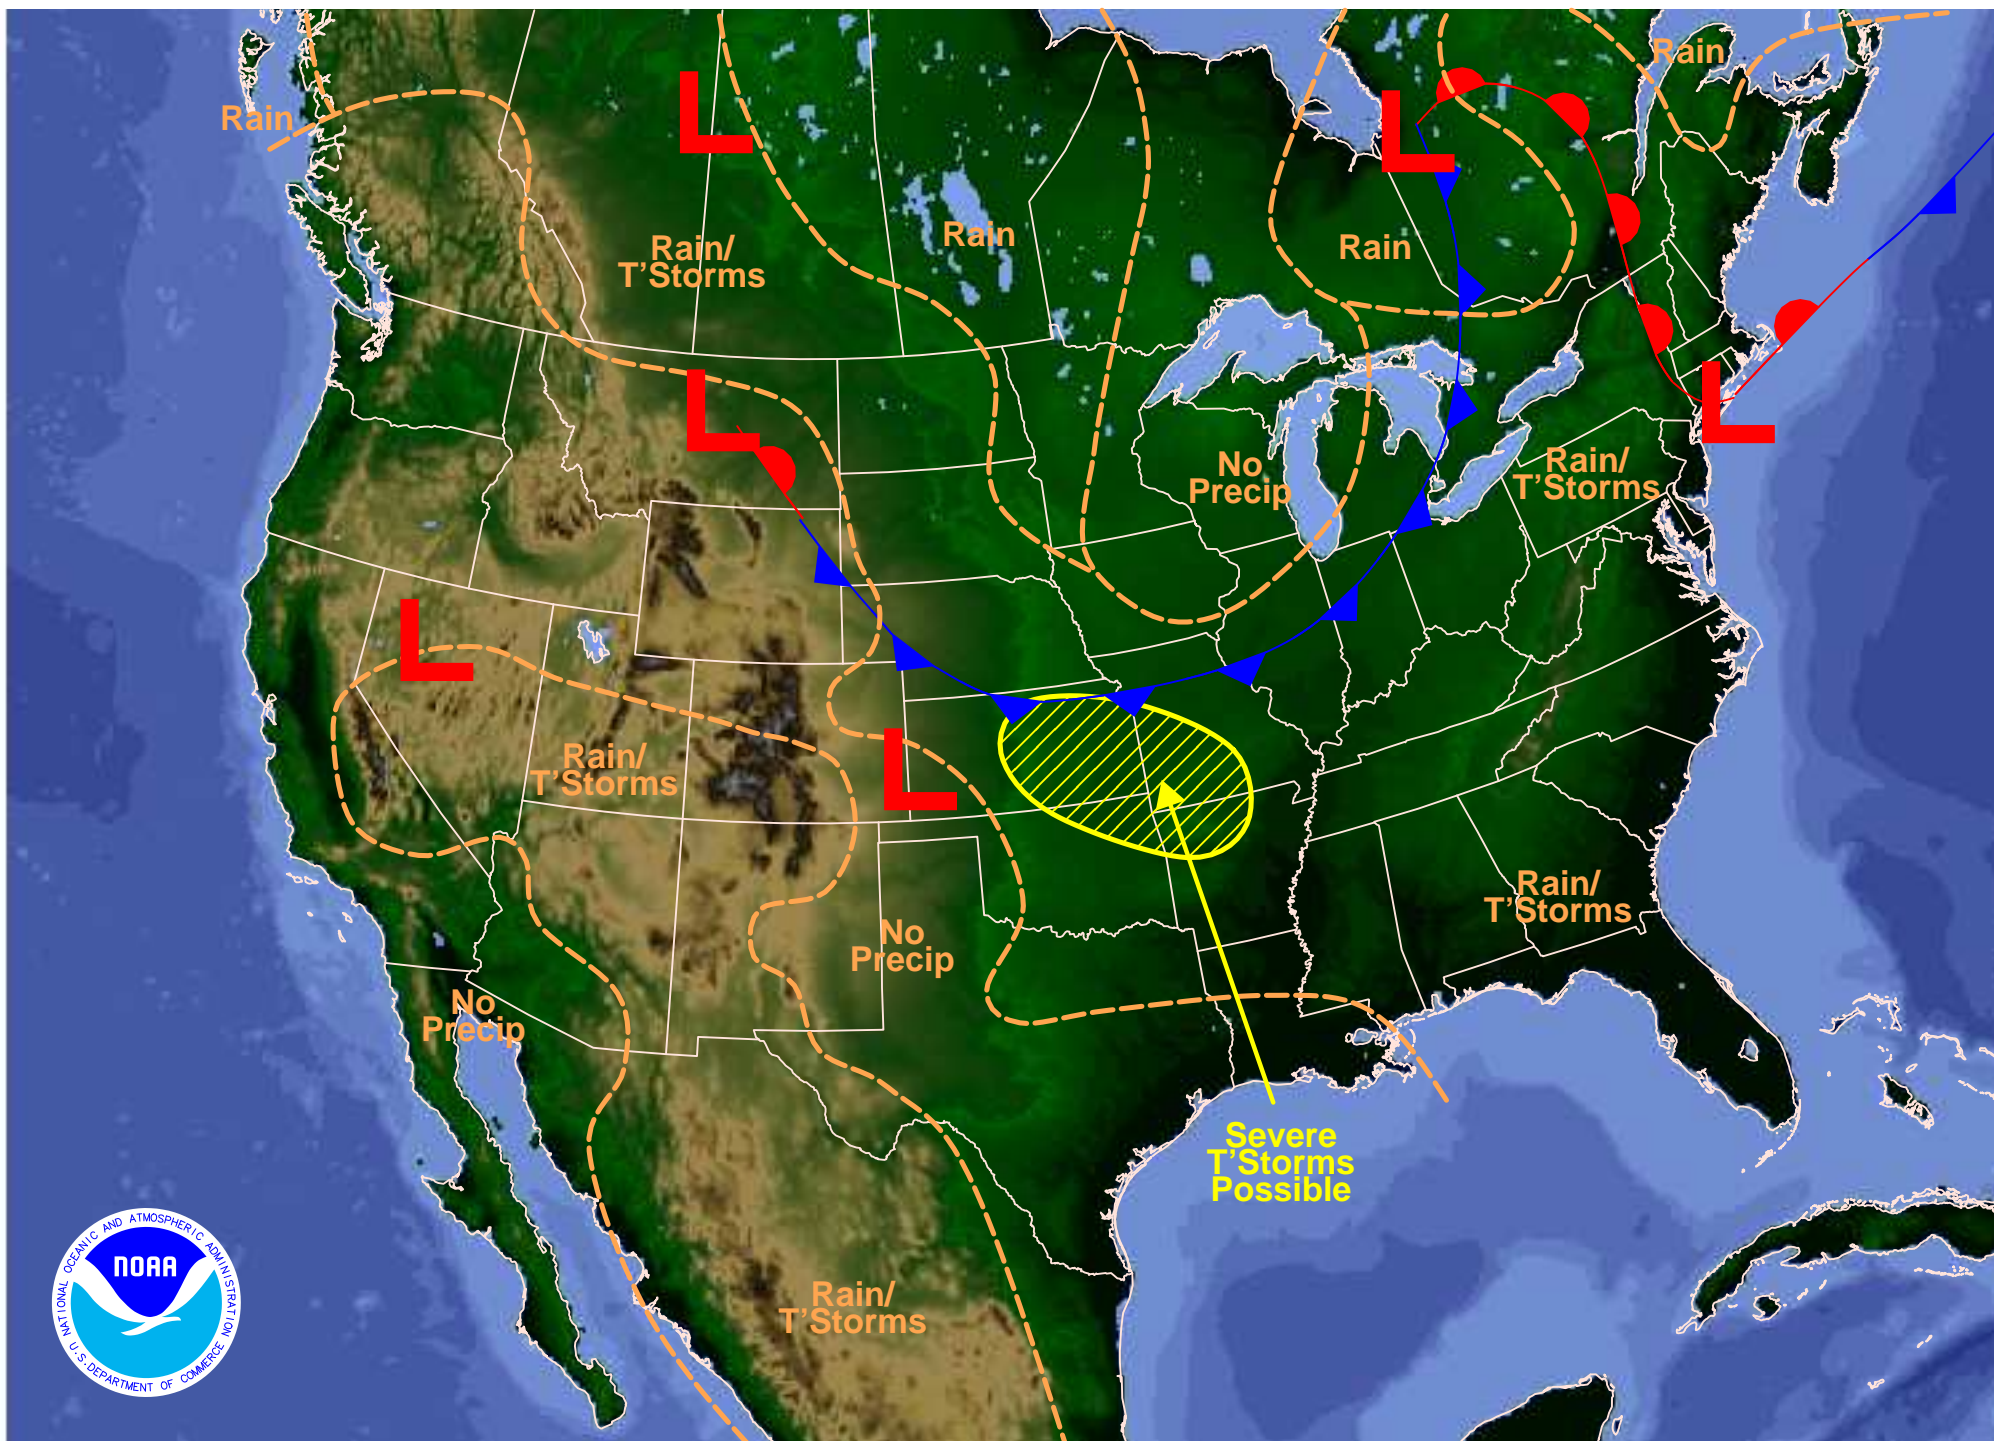 Rain
Rain
L
L
Rain
Rain
Rain/
T'Storms
L
L
No
Precip
Rain/
T'Storms
L
L
Rain/
T'Storms
No
Precip
Rain/
T'Storms
No
Precip
Severe
T'Storms
Possible
Rain/
T'Storms
NATIONAL OCEANIC AND ATMOSPHERIC ADMINISTRATION
NOAA
U.S. DEPARTMENT OF COMMERCE